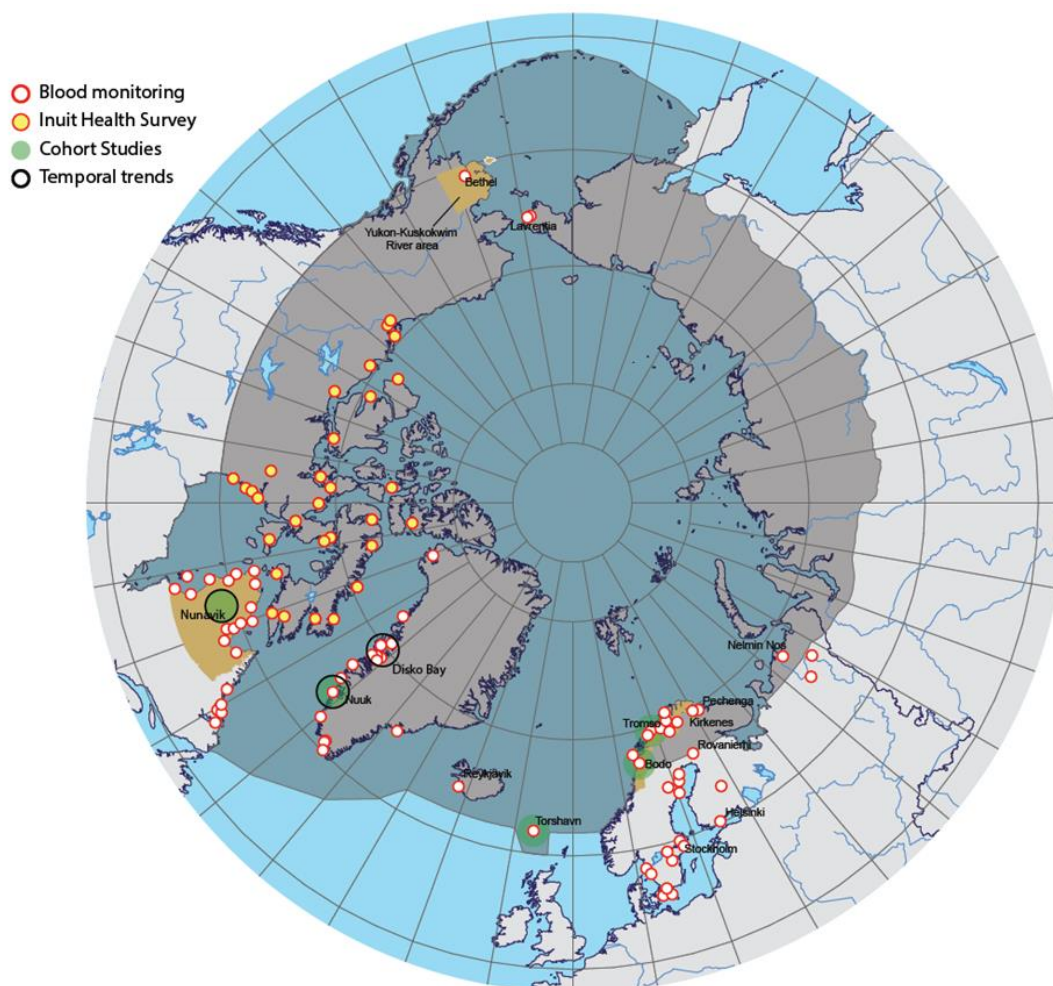 Blood monitoring
Inuit Health Survey
Cohort Studies
Temporal trends
Bethel
Yukon-Kuskokwim
River area
Lavrentia
Nunavik
Disko Bay
Nuuk
Nelmin Nos
Pechenga
Tromsø
Kirkenes
Rovaniemi
Bodo
Reykjavik
Helsinki
Torshavn
Stockholm